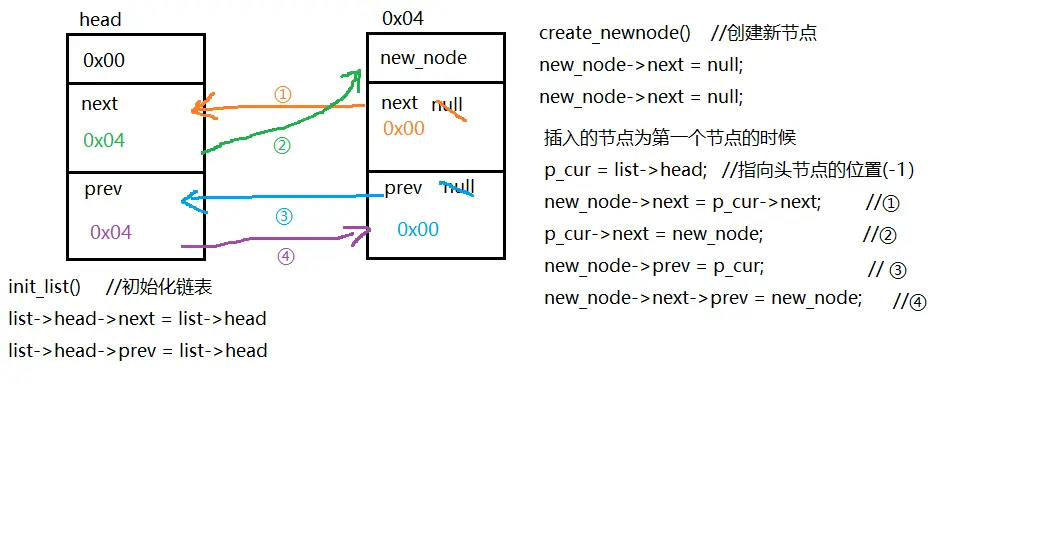 head
0x00
next
0x04
prev
0x04
①
②
③
④
0x04
new_node
next null
0x00
prev null
0x00
init_list() //初始化链表
list->head->next = list->head
list->head->prev = list->head
create_newnode() //创建新节点
new_node->next = null;
new_node->next = null;
插入的节点为第一个节点的时候
p_cur = list->head; //指向头节点的位置(-1)
new_node->next = p_cur->next; //①
p_cur->next = new_node; //②
new_node->prev = p_cur; // ③
new_node->next->prev = new_node; //④